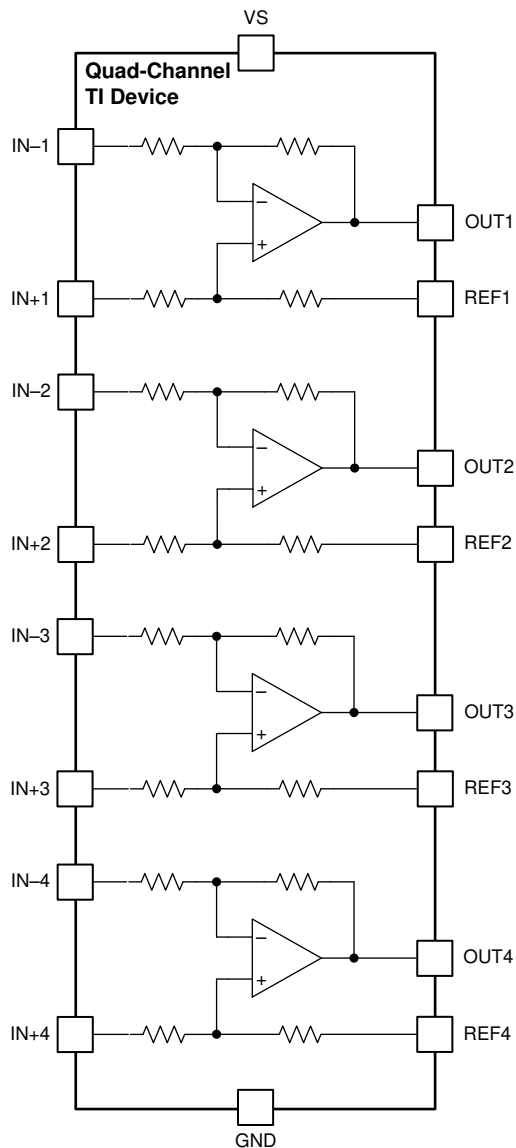 VS
Quad-Channel
TI Device
IN–1
OUT1
IN+1
REF1
IN–2
OUT2
IN+2
REF2
IN–3
OUT3
IN+3
REF3
IN–4
OUT4
IN+4
REF4
GND